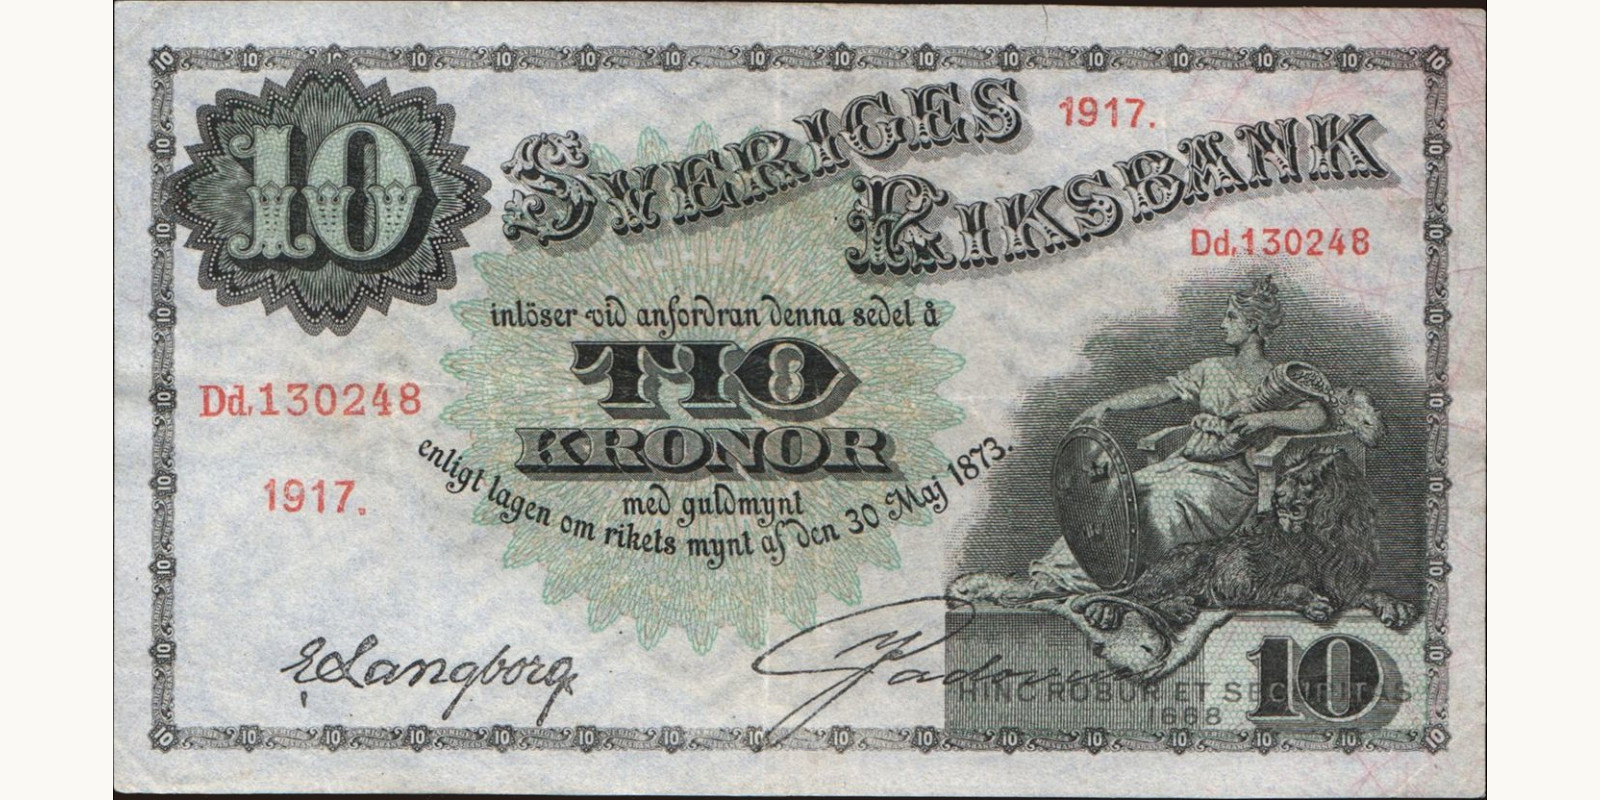 10
SVERIGES
RIKSBANK
1917.
Dd.130248
inlöser vid anfordran denna sedel å
TIO
KRONOR
med guldmynt
enligt lagen om rikets mynt af den 30 Maj 1873.
Dd.130248
1917.
E Langborg
HINC ROBUR ET SECURITAS
1668
10